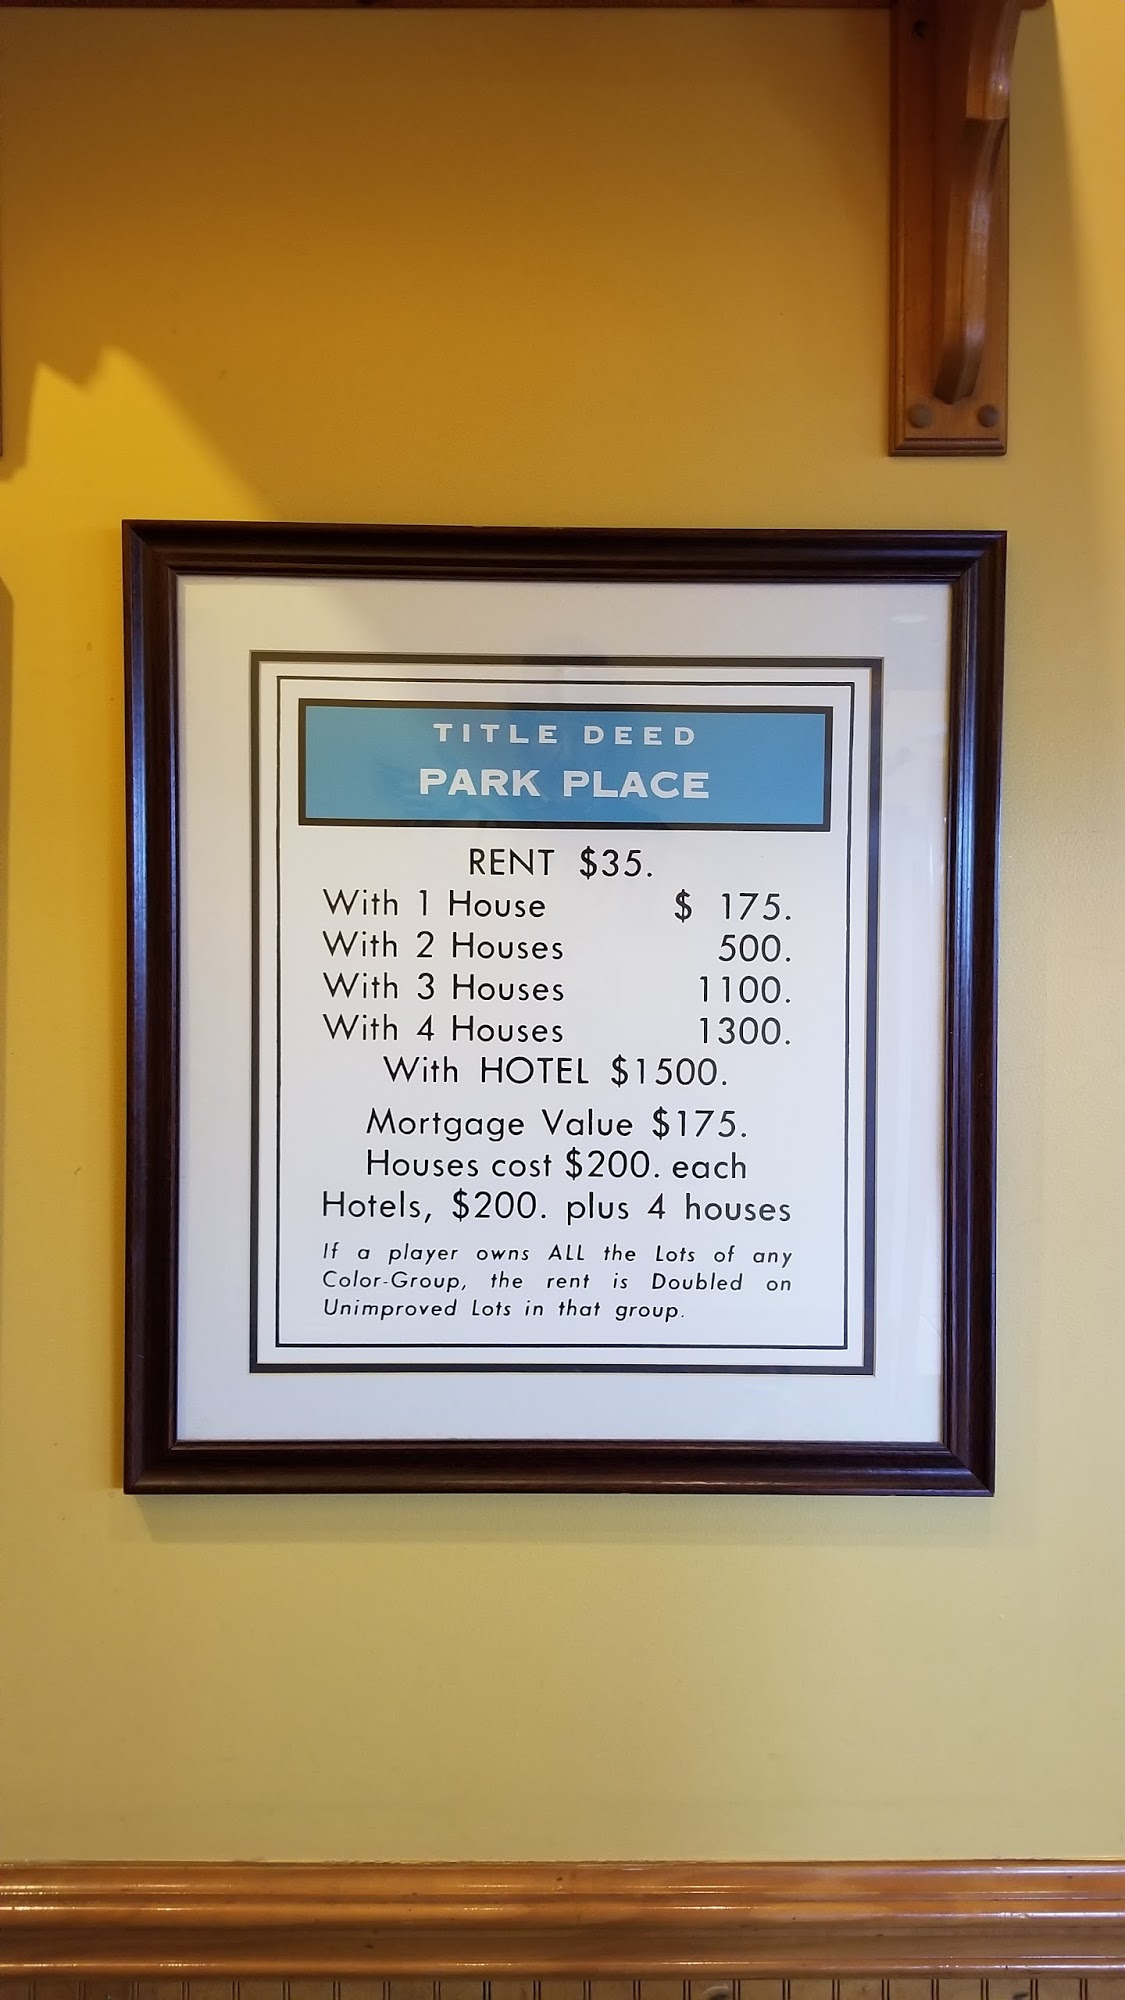 TITLE DEED
PARK PLACE
RENT $35.
With 1 House $ 175.
With 2 Houses 500.
With 3 Houses 1100.
With 4 Houses 1300.
With HOTEL $1500.
Mortgage Value $175.
Houses cost $200. each
Hotels, $200. plus 4 houses
If a player owns ALL the Lots of any
Color-Group, the rent is Doubled on
Unimproved Lots in that group.